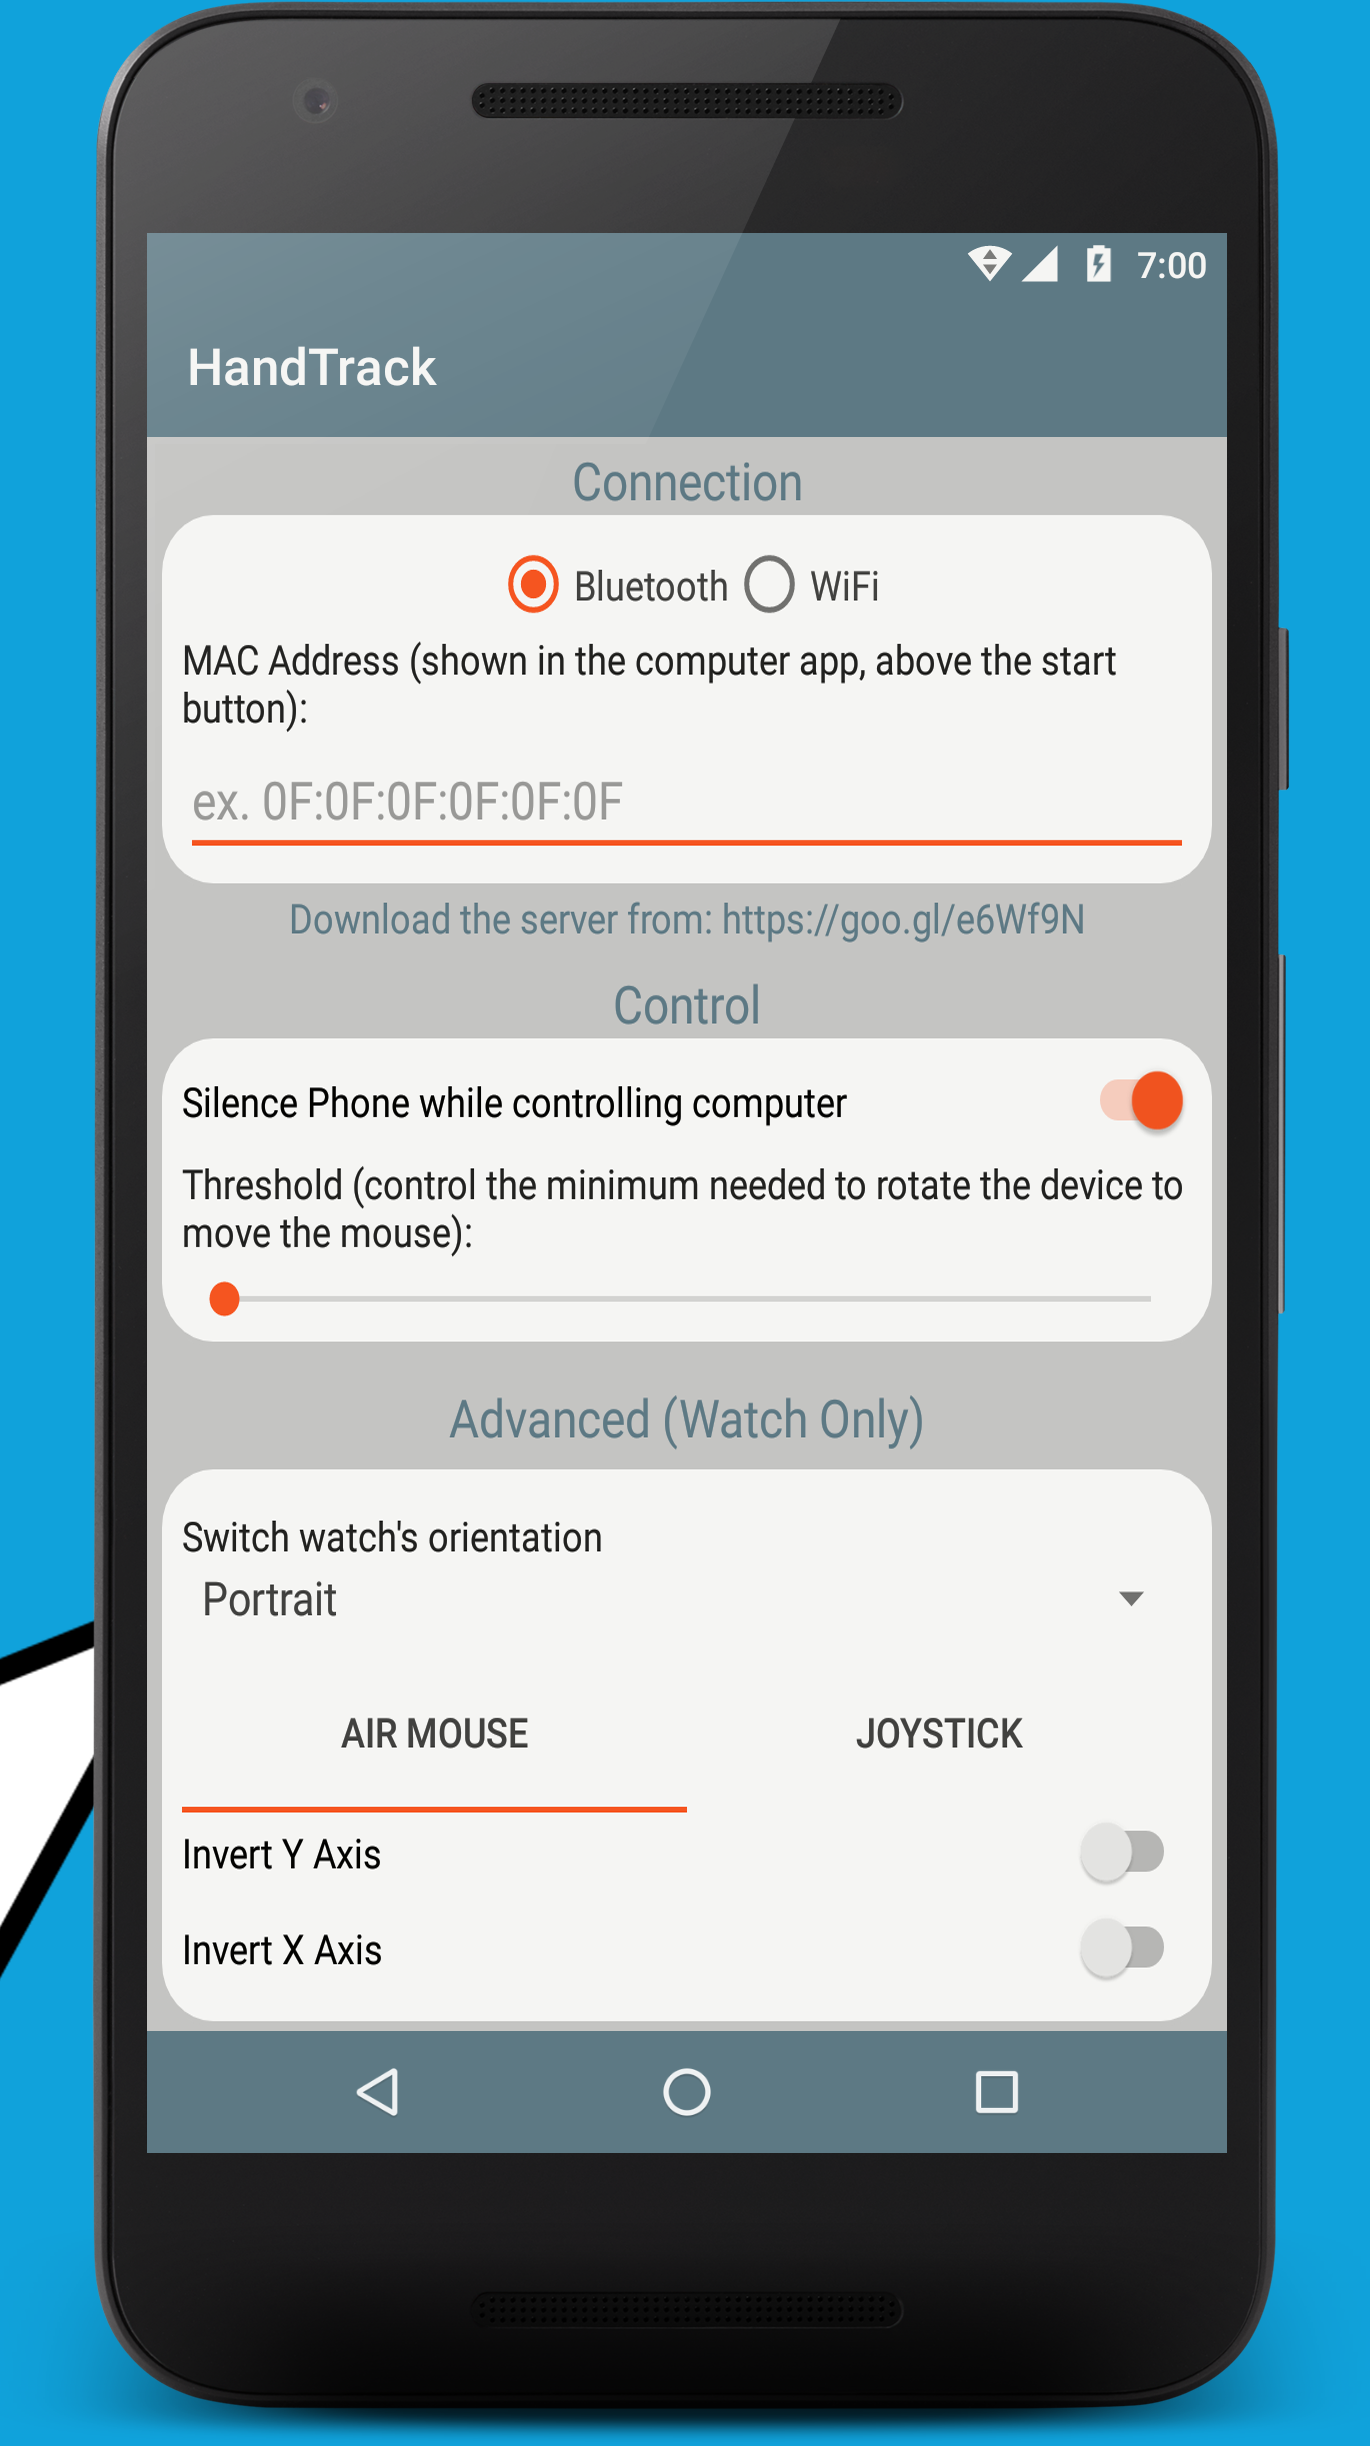 7:00
HandTrack
Connection
Bluetooth WiFi
MAC Address (shown in the computer app, above the start
button):
ex. 0F:0F:0F:0F:0F:0F
Download the server from: https://goo.gl/e6Wf9N
Control
Silence Phone while controlling computer
Threshold (control the minimum needed to rotate the device to
move the mouse):
Advanced (Watch Only)
Switch watch's orientation
Portrait
AIR MOUSE JOYSTICK
Invert Y Axis
Invert X Axis